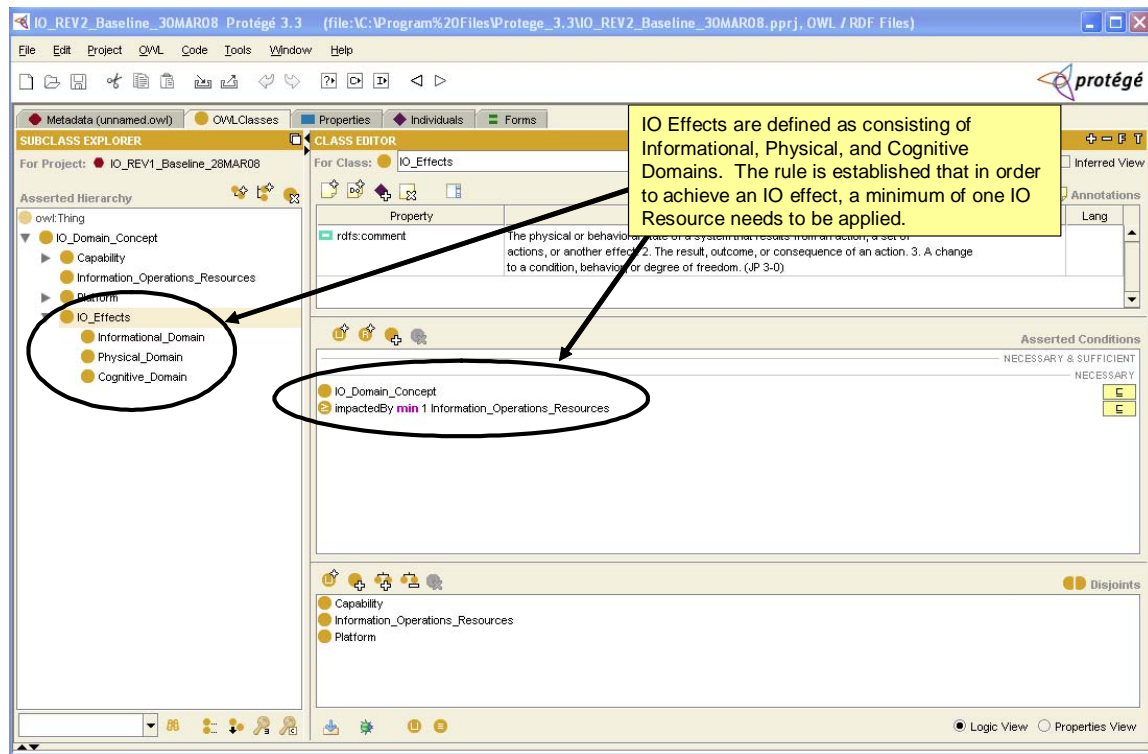 IO_REV2_Baseline_30MAR08 Protégé 3.3 (file:\C:\Program%20Files\Protege_3.3\IO_REV2_Baseline_30MAR08.pprj, OWL / RDF Files)
File Edit Project OWL Code Tools Window Help
protégé
Metadata (unnamed.owl) OWLClasses Properties Individuals Forms
SUBCLASS EXPLORER
For Project: IO_REV1_Baseline_28MAR08
Asserted Hierarchy
owl:Thing
IO_Domain_Concept
Capability
Information_Operations_Resources
Platform
IO_Effects
Informational_Domain
Physical_Domain
Cognitive_Domain
CLASS EDITOR
For Class: IO_Effects
Inferred View
Annotations
Property
Lang
rdfs:comment
The physical or behavioral state of a system that results from an action, a set of
actions, or another effect. 2. The result, outcome, or consequence of an action. 3. A change
to a condition, behavior, or degree of freedom. (JP 3-0)
IO Effects are defined as consisting of
Informational, Physical, and Cognitive
Domains. The rule is established that in order
to achieve an IO effect, a minimum of one IO
Resource needs to be applied.
Asserted Conditions
NECESSARY & SUFFICIENT
NECESSARY
IO_Domain_Concept
impactedBy min 1 Information_Operations_Resources
Disjoints
Capability
Information_Operations_Resources
Platform
Logic View Properties View